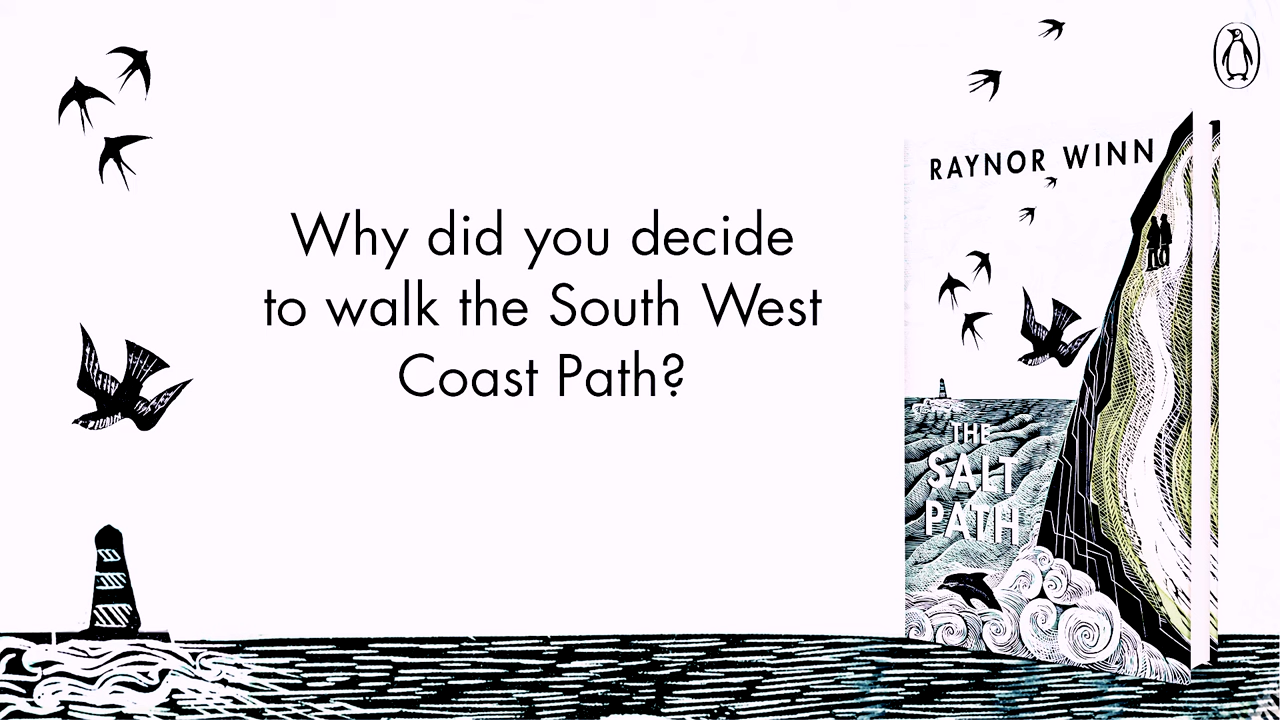 Why did you decide
to walk the South West
Coast Path?
RAYNOR WINN
THE
SALT
PATH